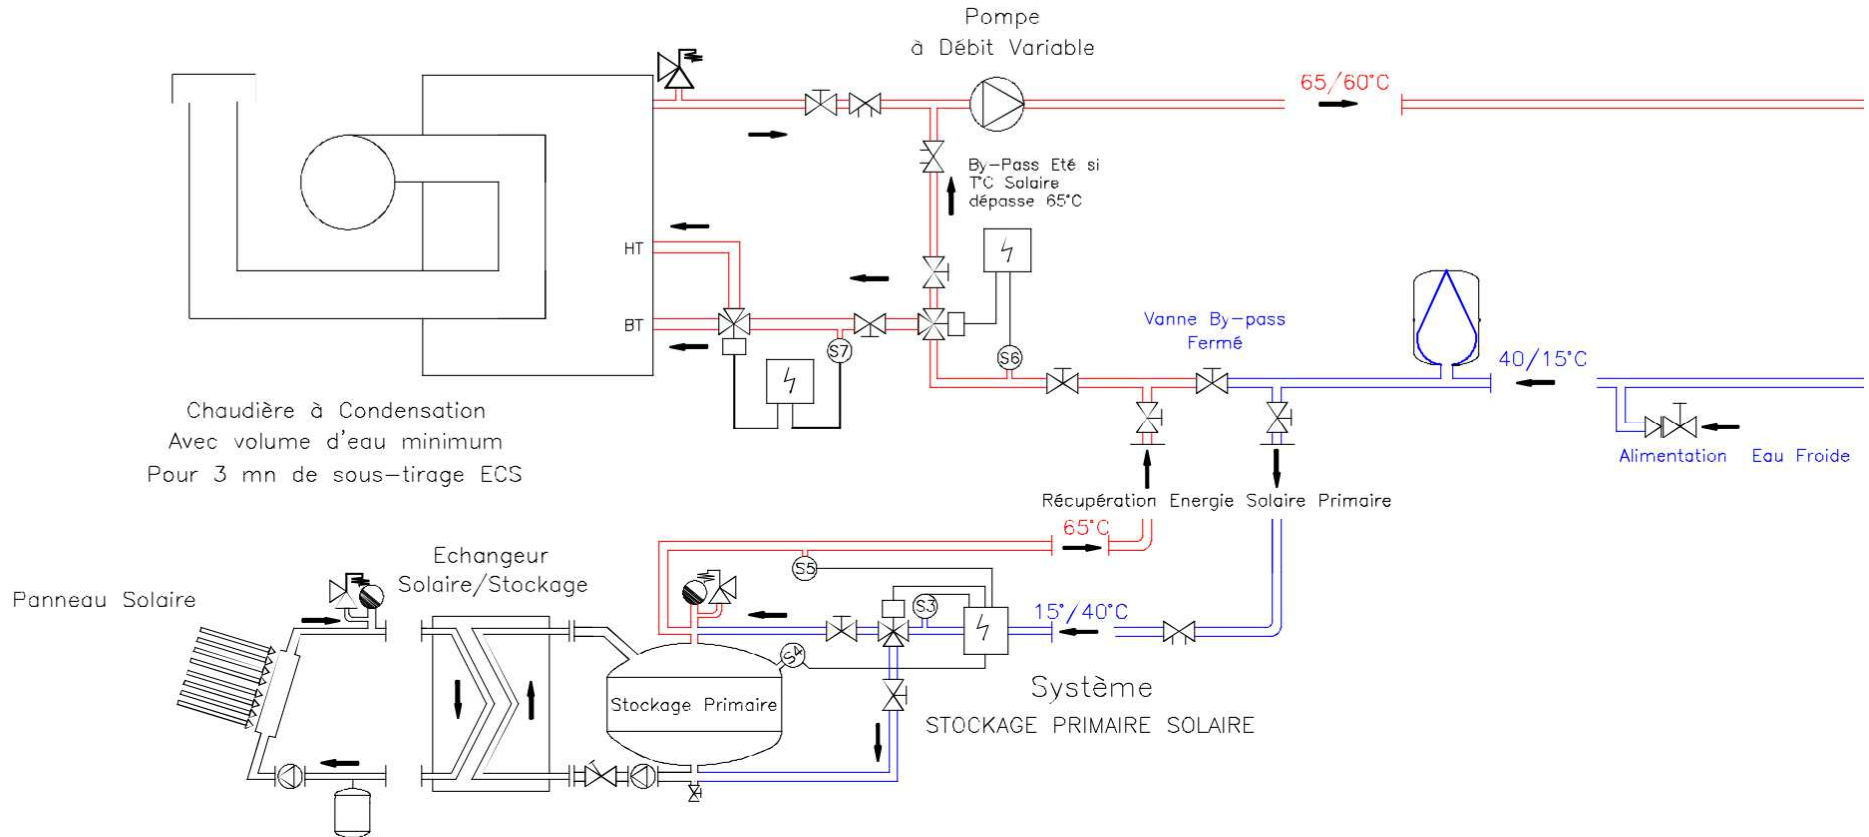 Pompe
à Débit Variable
65/60°C
By-Pass Eté si
T°C Solaire
dépasse 65°C
HT
BT
S7
S6
Vanne By-pass
Fermé
40/15°C
Alimentation Eau Froide
Chaudière à Condensation
Avec volume d'eau minimum
Pour 3 mn de sous-tirage ECS
Récupération Energie Solaire Primaire
65°C
Echangeur
Solaire/Stockage
Panneau Solaire
S5
S3
15°/40°C
S4
Stockage Primaire
Système
STOCKAGE PRIMAIRE SOLAIRE